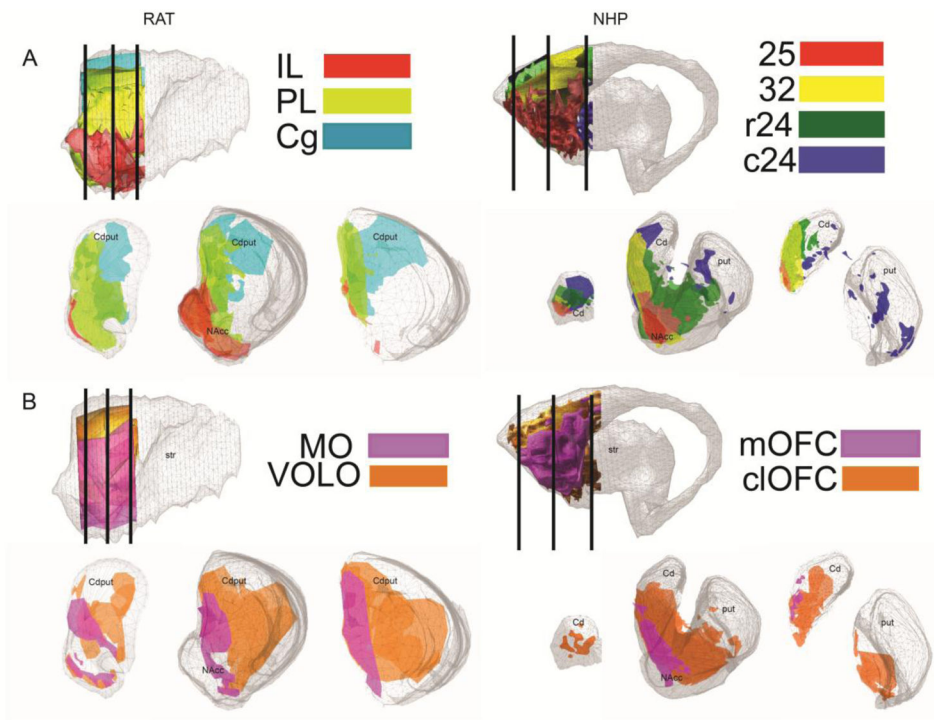 RAT
NHP
A
IL
PL
Cg
25
32
r24
c24
Cdput
Cdput
NAcc
Cdput
Cd
Cd
put
NAcc
Cd
put
B
str
MO
VOLO
str
mOFC
clOFC
Cdput
Cdput
NAcc
Cdput
Cd
Cd
put
NAcc
Cd
put